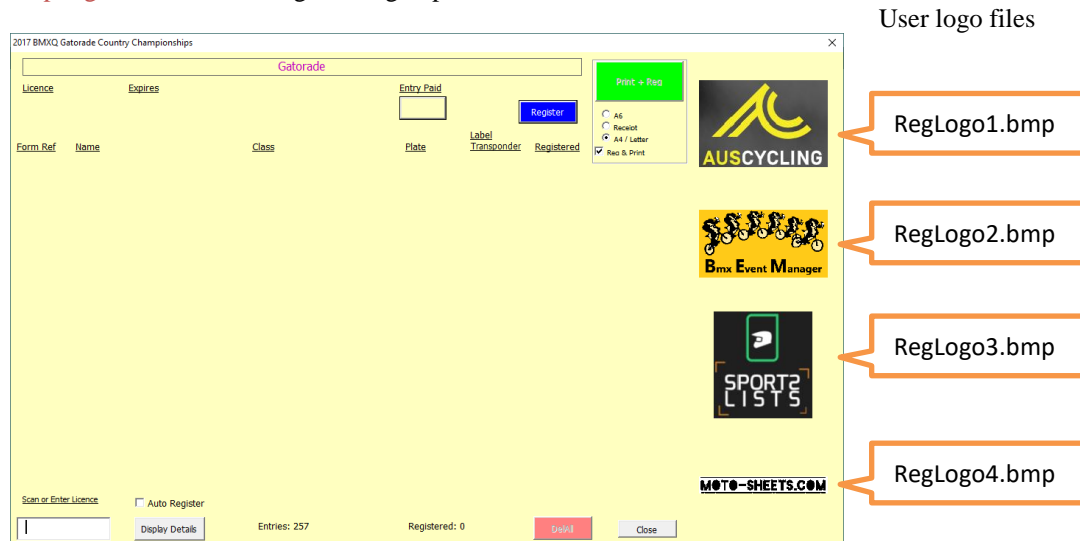 User logo files
2017 BMXQ Gatorade Country Championships
Gatorade
Licence Expires Entry Paid
Print + Reg
Register
A6
Receipt
A4 / Letter
Reg & Print
Form Ref Name Class Plate Label Transponder Registered
AUSCYCLING
RegLogo1.bmp
Bmx Event Manager
RegLogo2.bmp
SPORTS
LISTS
RegLogo3.bmp
MOTO-SHEETS.COM
RegLogo4.bmp
Scan or Enter Licence
Auto Register
Display Details
Entries: 257
Registered: 0
DelAll
Close